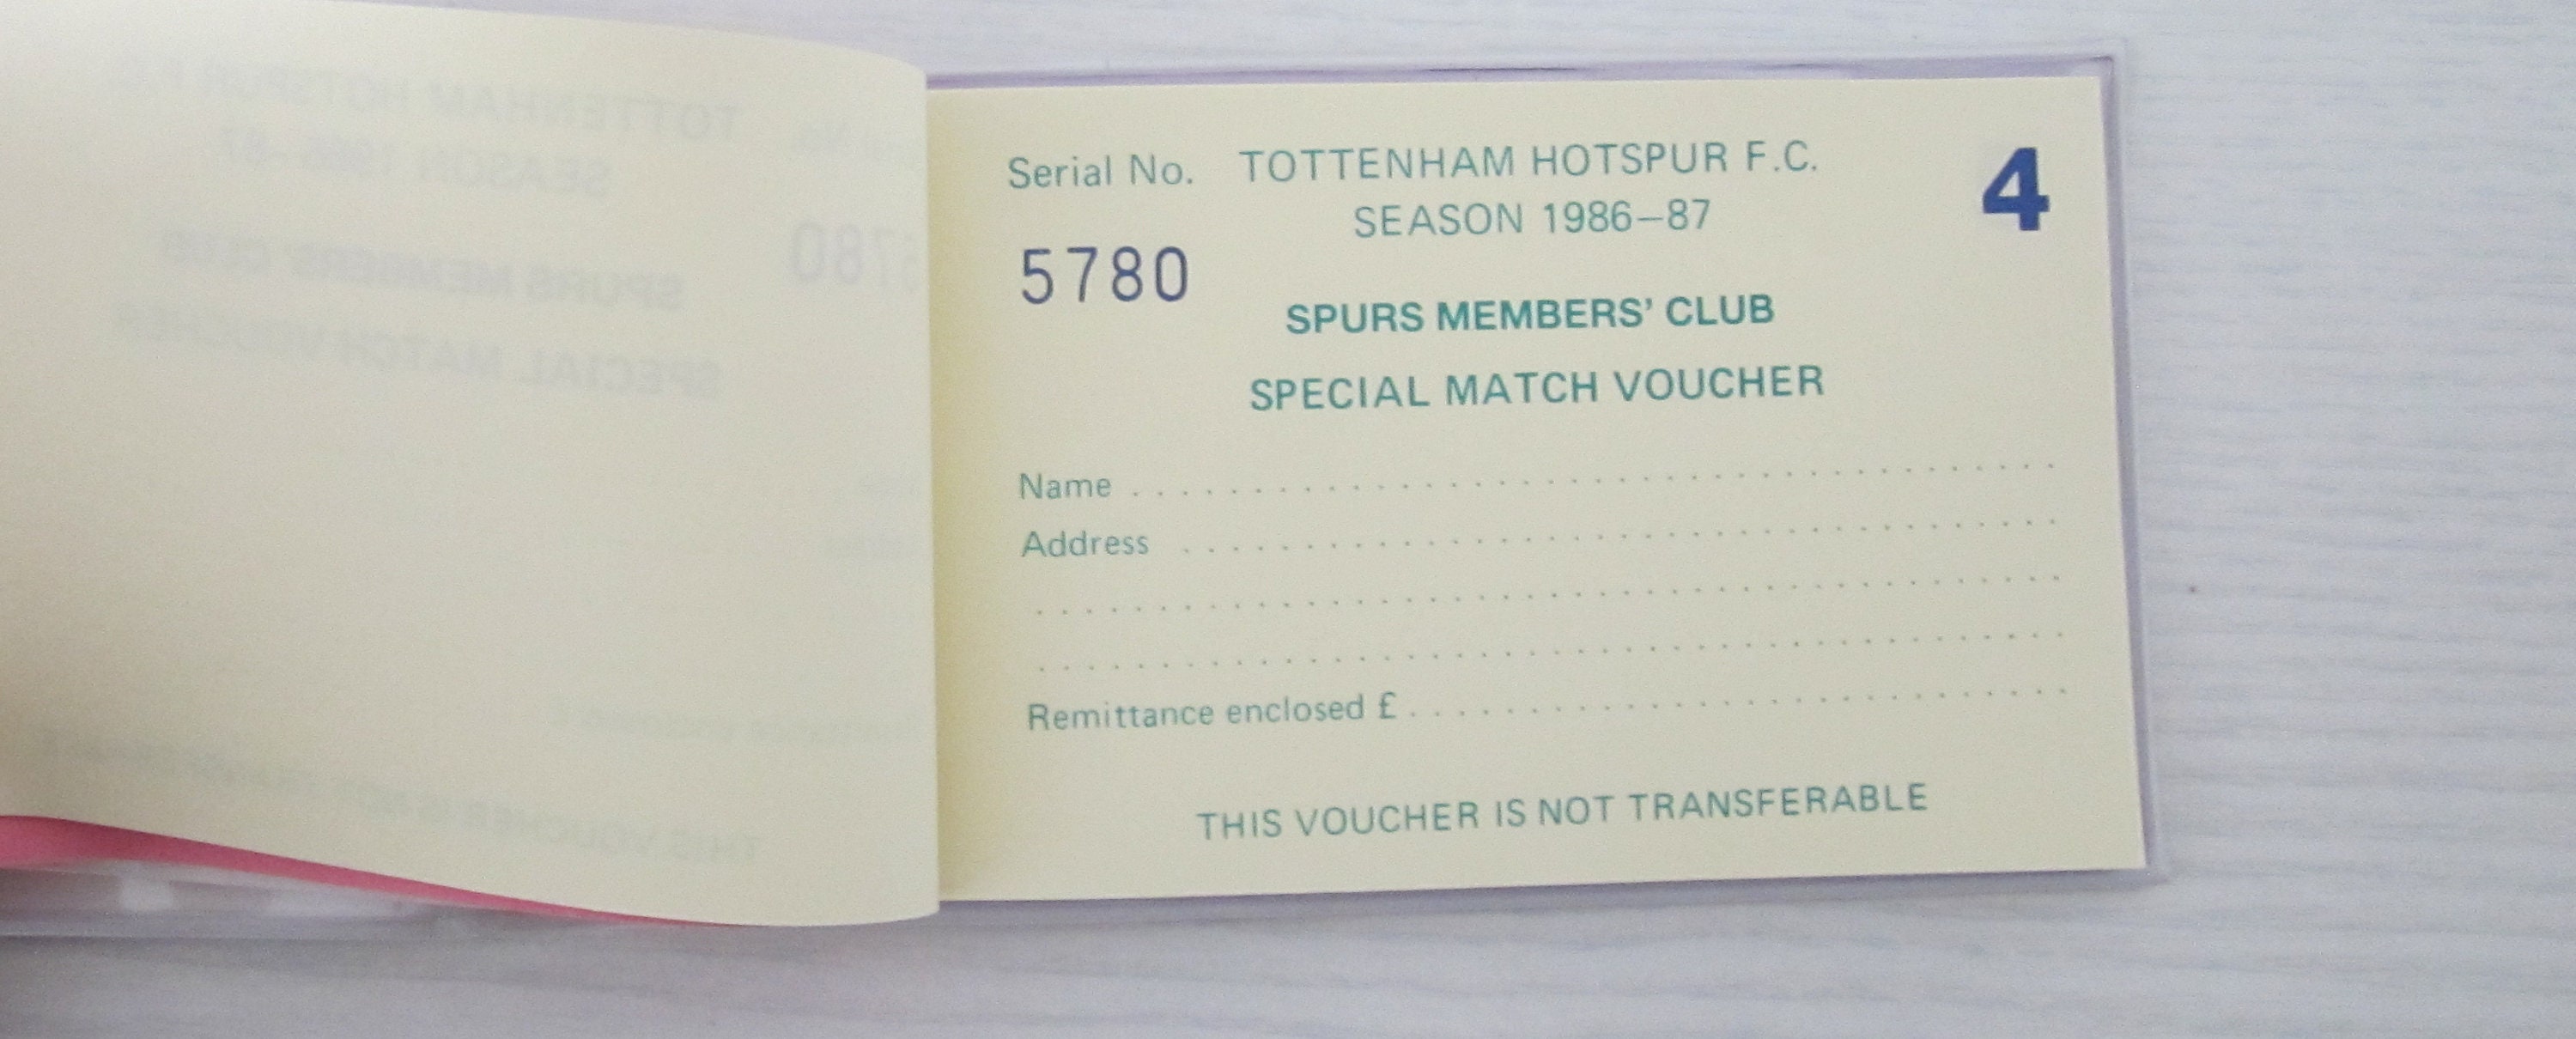 Serial No. TOTTENHAM HOTSPUR F.C. 4
SEASON 1986–87
5780
SPURS MEMBERS' CLUB
SPECIAL MATCH VOUCHER
Name
Address
Remittance enclosed £
THIS VOUCHER IS NOT TRANSFERABLE